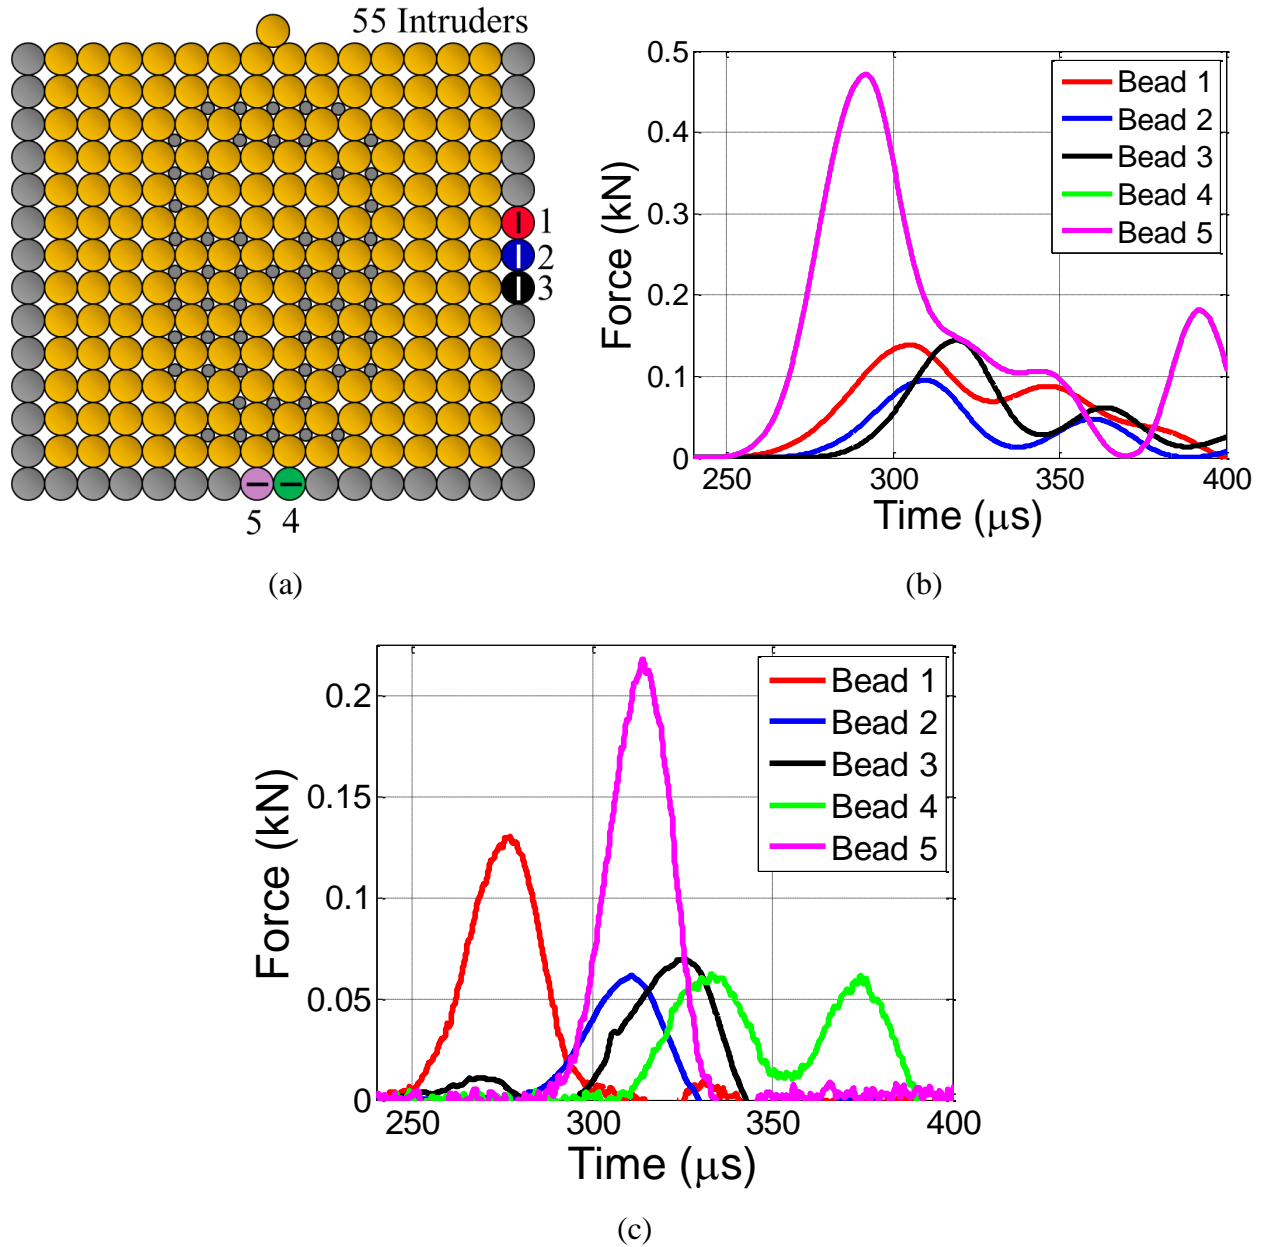 55 Intruders
1
2
3
5 4
(a)
0.5
0.4
0.3
0.2
0.1
0
250 300 350 400
Force (kN)
Time (μs)
Bead 1
Bead 2
Bead 3
Bead 4
Bead 5
(b)
0.2
0.15
0.1
0.05
0
250 300 350 400
Force (kN)
Time (μs)
Bead 1
Bead 2
Bead 3
Bead 4
Bead 5
(c)